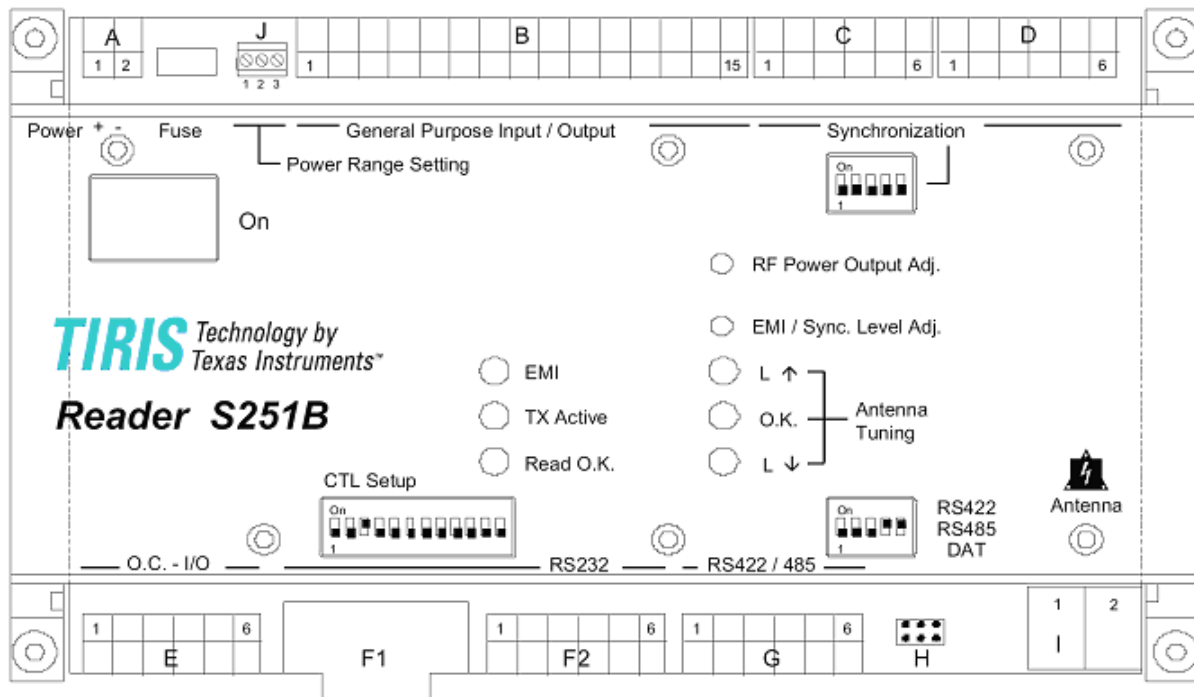 A J B C D
1 2 1 15 1 6 1 6
1 2 3
Power + - Fuse General Purpose Input / Output Synchronization
Power Range Setting
On
1
On
RF Power Output Adj.
EMI / Sync. Level Adj.
TIRIS Technology by
Texas Instruments™
Reader S251B
EMI L ↑
TX Active O.K. Antenna
Tuning
Read O.K. L ↓
CTL Setup
On
1
On
1
RS422
RS485
DAT
Antenna
O.C. - I/O RS232 RS422 / 485
1 6 1 6 1 6 1 2
E F1 F2 G H I